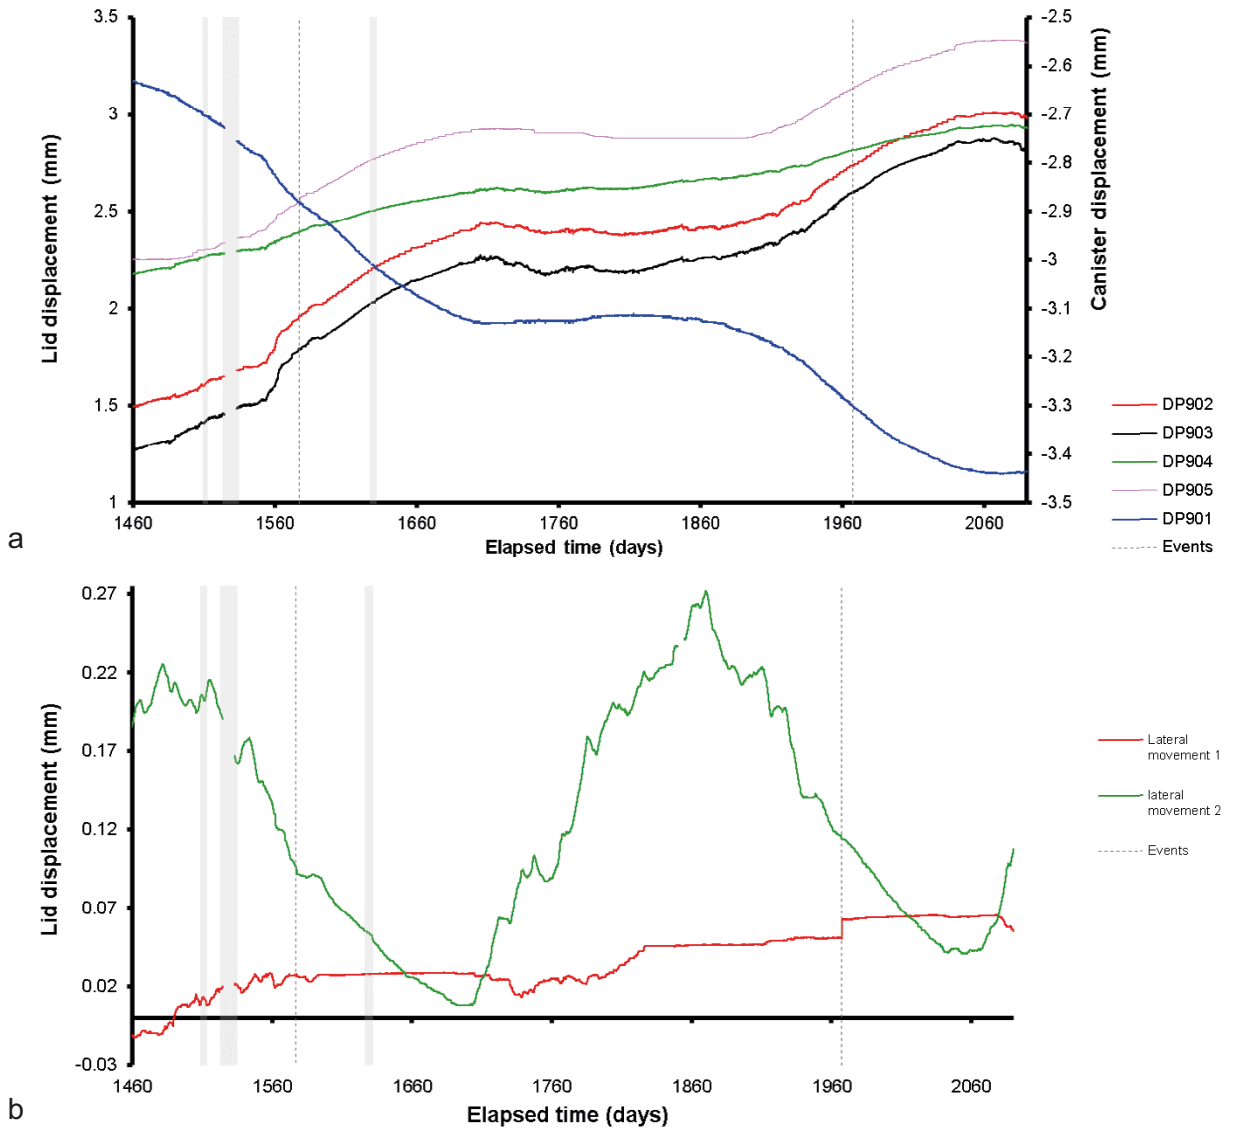 a
Lid displacement (mm)
3.5
3
2.5
2
1.5
1
Canister displacement (mm)
-2.5
-2.6
-2.7
-2.8
-2.9
-3
-3.1
-3.2
-3.3
-3.4
-3.5
1460 1560 1660 1760 1860 1960 2060
Elapsed time (days)
DP902
DP903
DP904
DP905
DP901
Events
b
Lid displacement (mm)
0.27
0.22
0.17
0.12
0.07
0.02
-0.03
1460 1560 1660 1760 1860 1960 2060
Elapsed time (days)
Lateral
movement 1
lateral
movement 2
Events